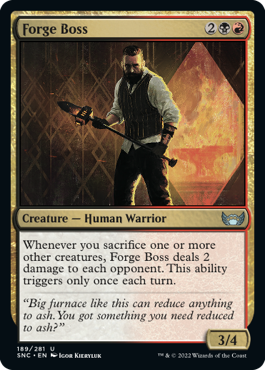 Forge Boss 2
Creature — Human Warrior
Whenever you sacrifice one or more
other creatures, Forge Boss deals 2
damage to each opponent. This ability
triggers only once each turn.
“Big furnace like this can reduce anything
to ash. You got something you need reduced
to ash?”
3/4
189/281 U
SNC • EN Igor Kieryluk ™ & © 2022 Wizards of the Coast